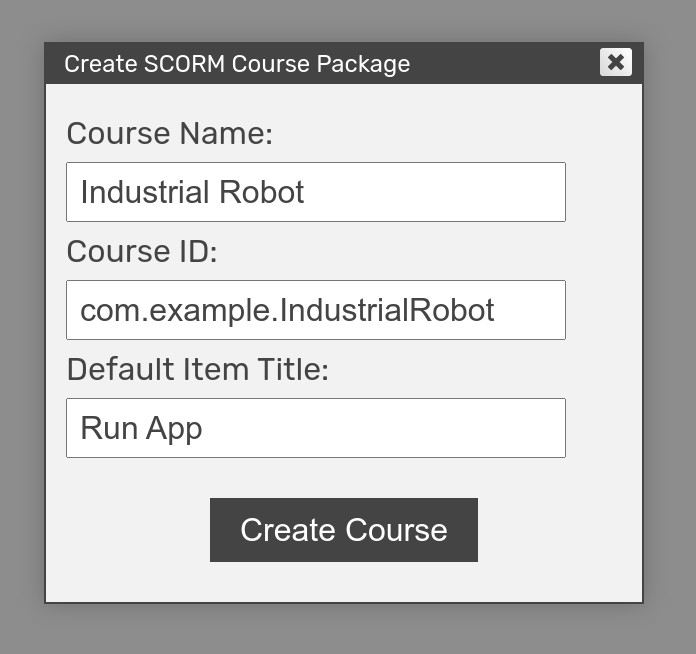 Create SCORM Course Package
Course Name:
Industrial Robot
Course ID:
com.example.IndustrialRobot
Default Item Title:
Run App
Create Course